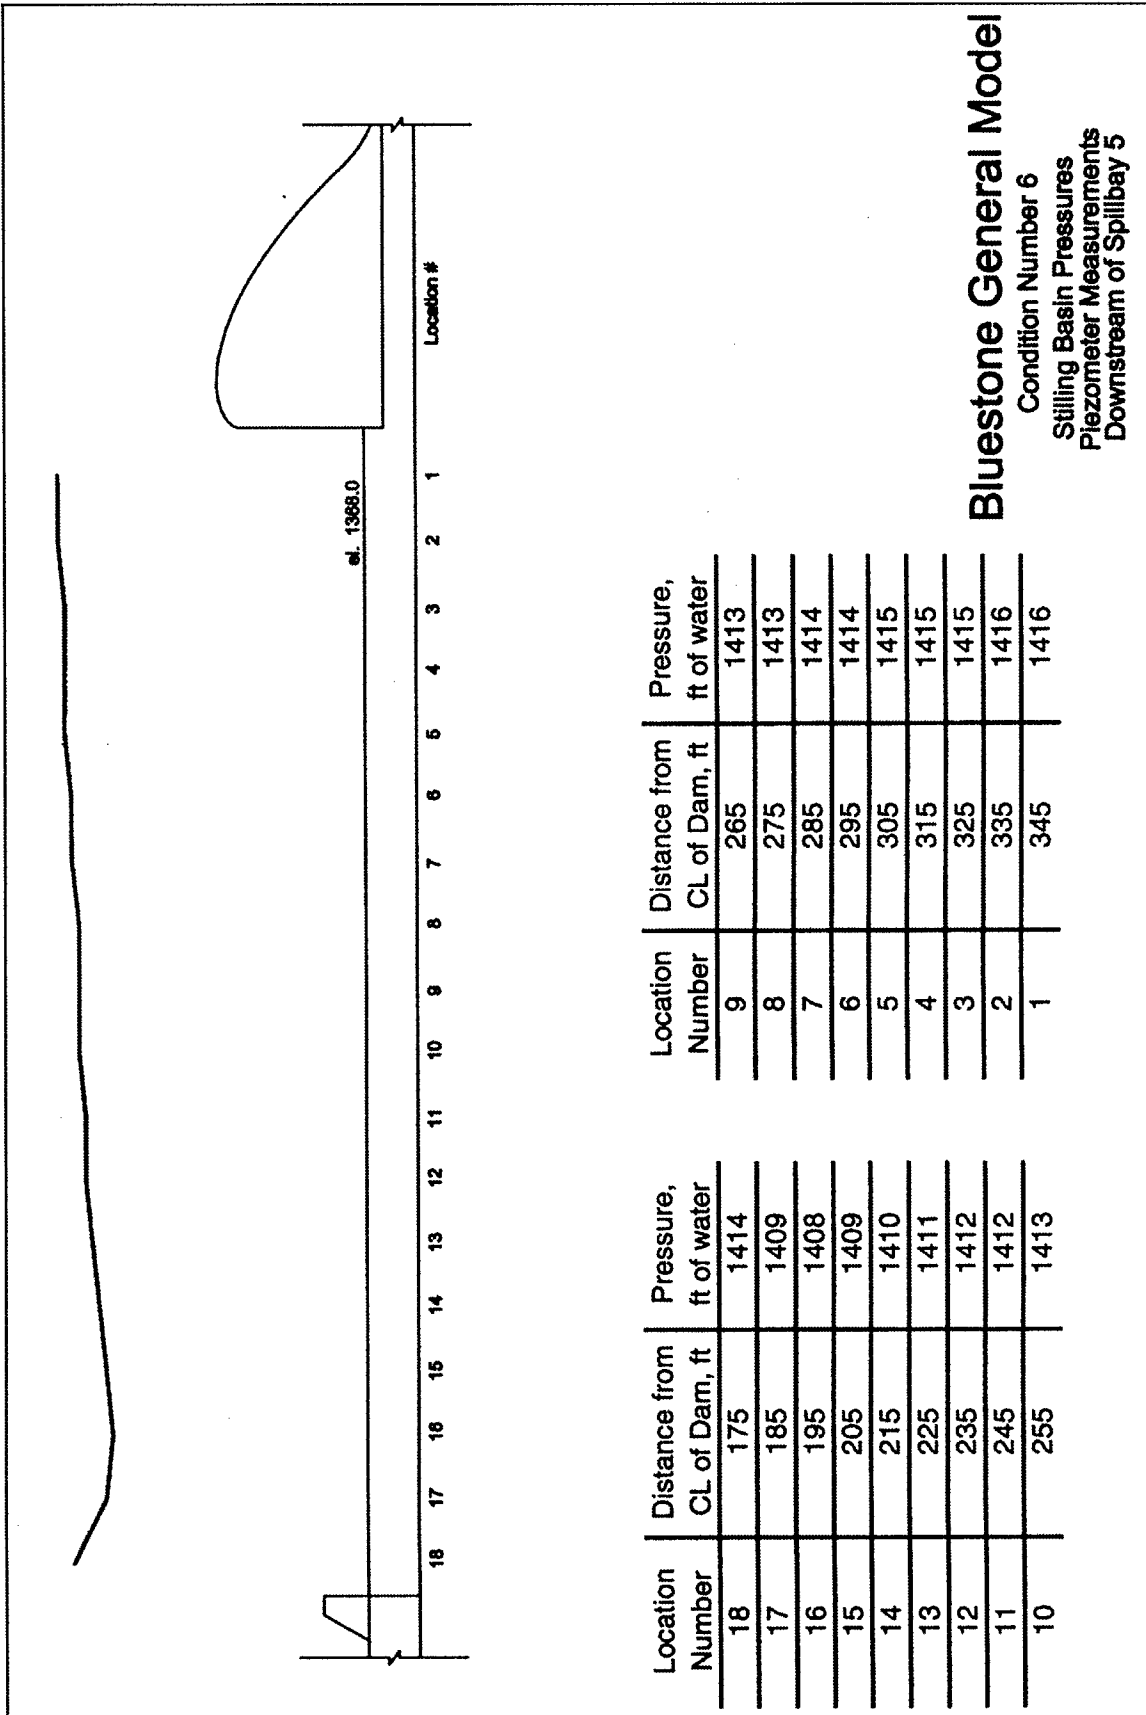 Location #
el. 1368.0
18 17 16 15 14 13 12 11 10 9 8 7 6 5 4 3 2 1
Location Number | Distance from CL of Dam, ft | Pressure, ft of water
18 175 1414
17 185 1409
16 195 1408
15 205 1409
14 215 1410
13 225 1411
12 235 1412
11 245 1412
10 255 1413
Location Number | Distance from CL of Dam, ft | Pressure, ft of water
9 265 1413
8 275 1413
7 285 1414
6 295 1414
5 305 1415
4 315 1415
3 325 1415
2 335 1416
1 345 1416
Bluestone General Model
Condition Number 6
Stilling Basin Pressures
Piezometer Measurements
Downstream of Spillbay 5